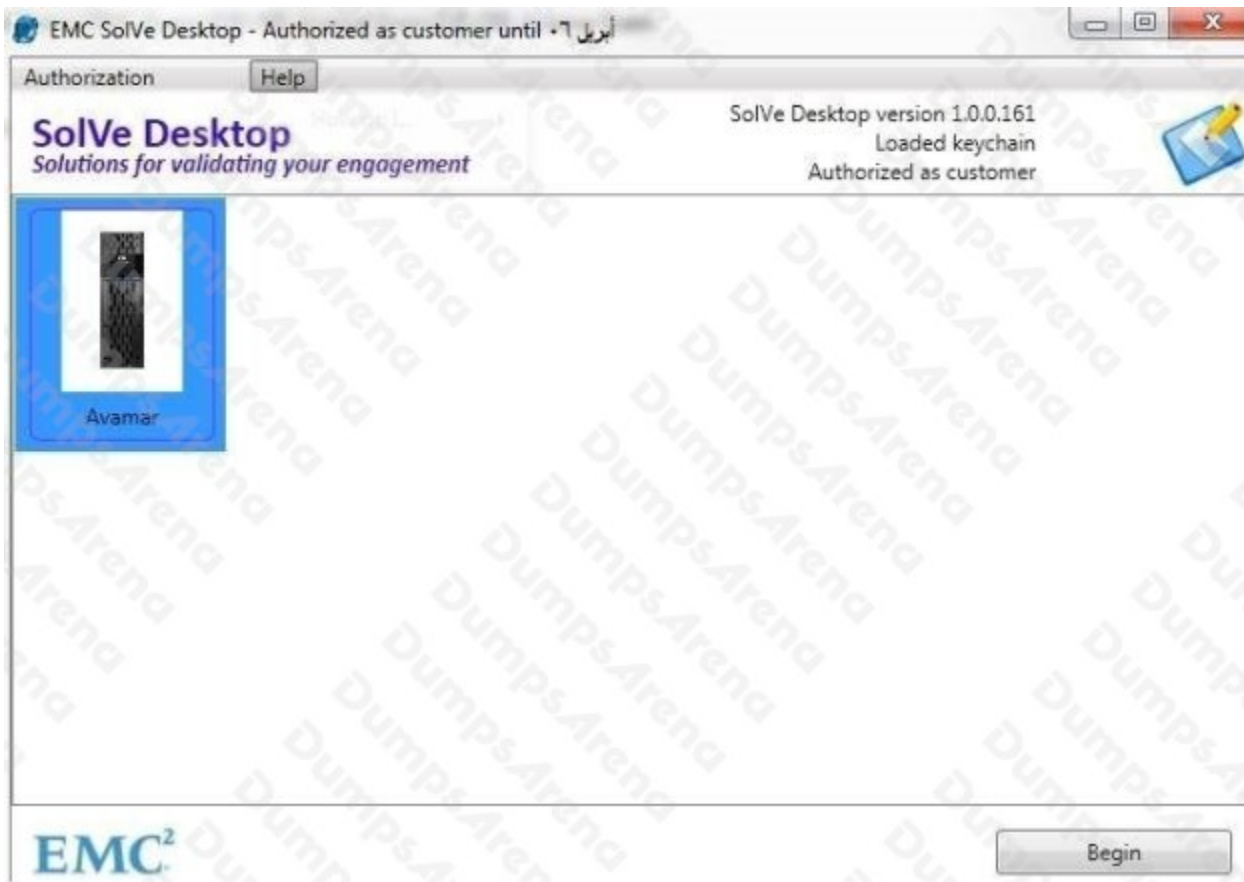 EMC SolVe Desktop - Authorized as customer until ٠٦ أبريل
Authorization Help
SolVe Desktop
Solutions for validating your engagement
SolVe Desktop version 1.0.0.161
Loaded keychain
Authorized as customer
Avamar
EMC²
Begin
DumpsArena